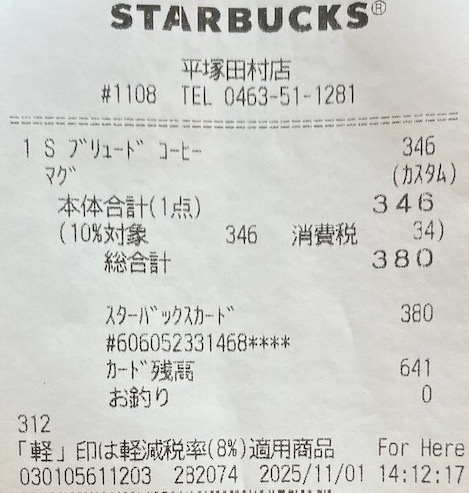 STARBUCKS®
平塚田村店
#1108 TEL 0463-51-1281
1 S ﾌﾞﾘｭｰﾄﾞ ｺｰﾋｰ 346
ﾏｸﾞ (ｶｽﾀﾑ)
本体合計(1点) 346
(10%対象 346 消費税 34)
総合計 380
ｽﾀｰﾊﾞｯｸｽｶｰﾄﾞ 380
#606052331468****
ｶｰﾄﾞ残高 641
お釣り 0
312
「軽」印は軽減税率(8%)適用商品 For Here
030105611203 282074 2025/11/01 14:12:17